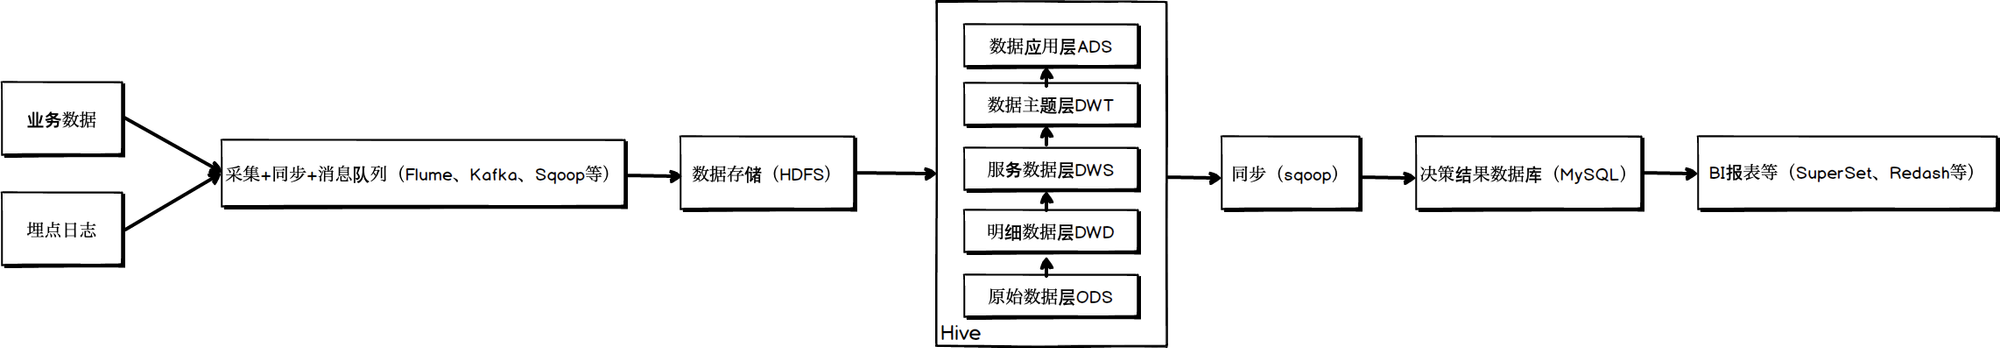 业务数据
埋点日志
采集+同步+消息队列（Flume、Kafka、Sqoop等）
数据存储（HDFS）
数据应用层ADS
数据主题层DWT
服务数据层DWS
明细数据层DWD
原始数据层ODS
Hive
同步（sqoop）
决策结果数据库（MySQL）
BI报表等（SuperSet、Redash等）